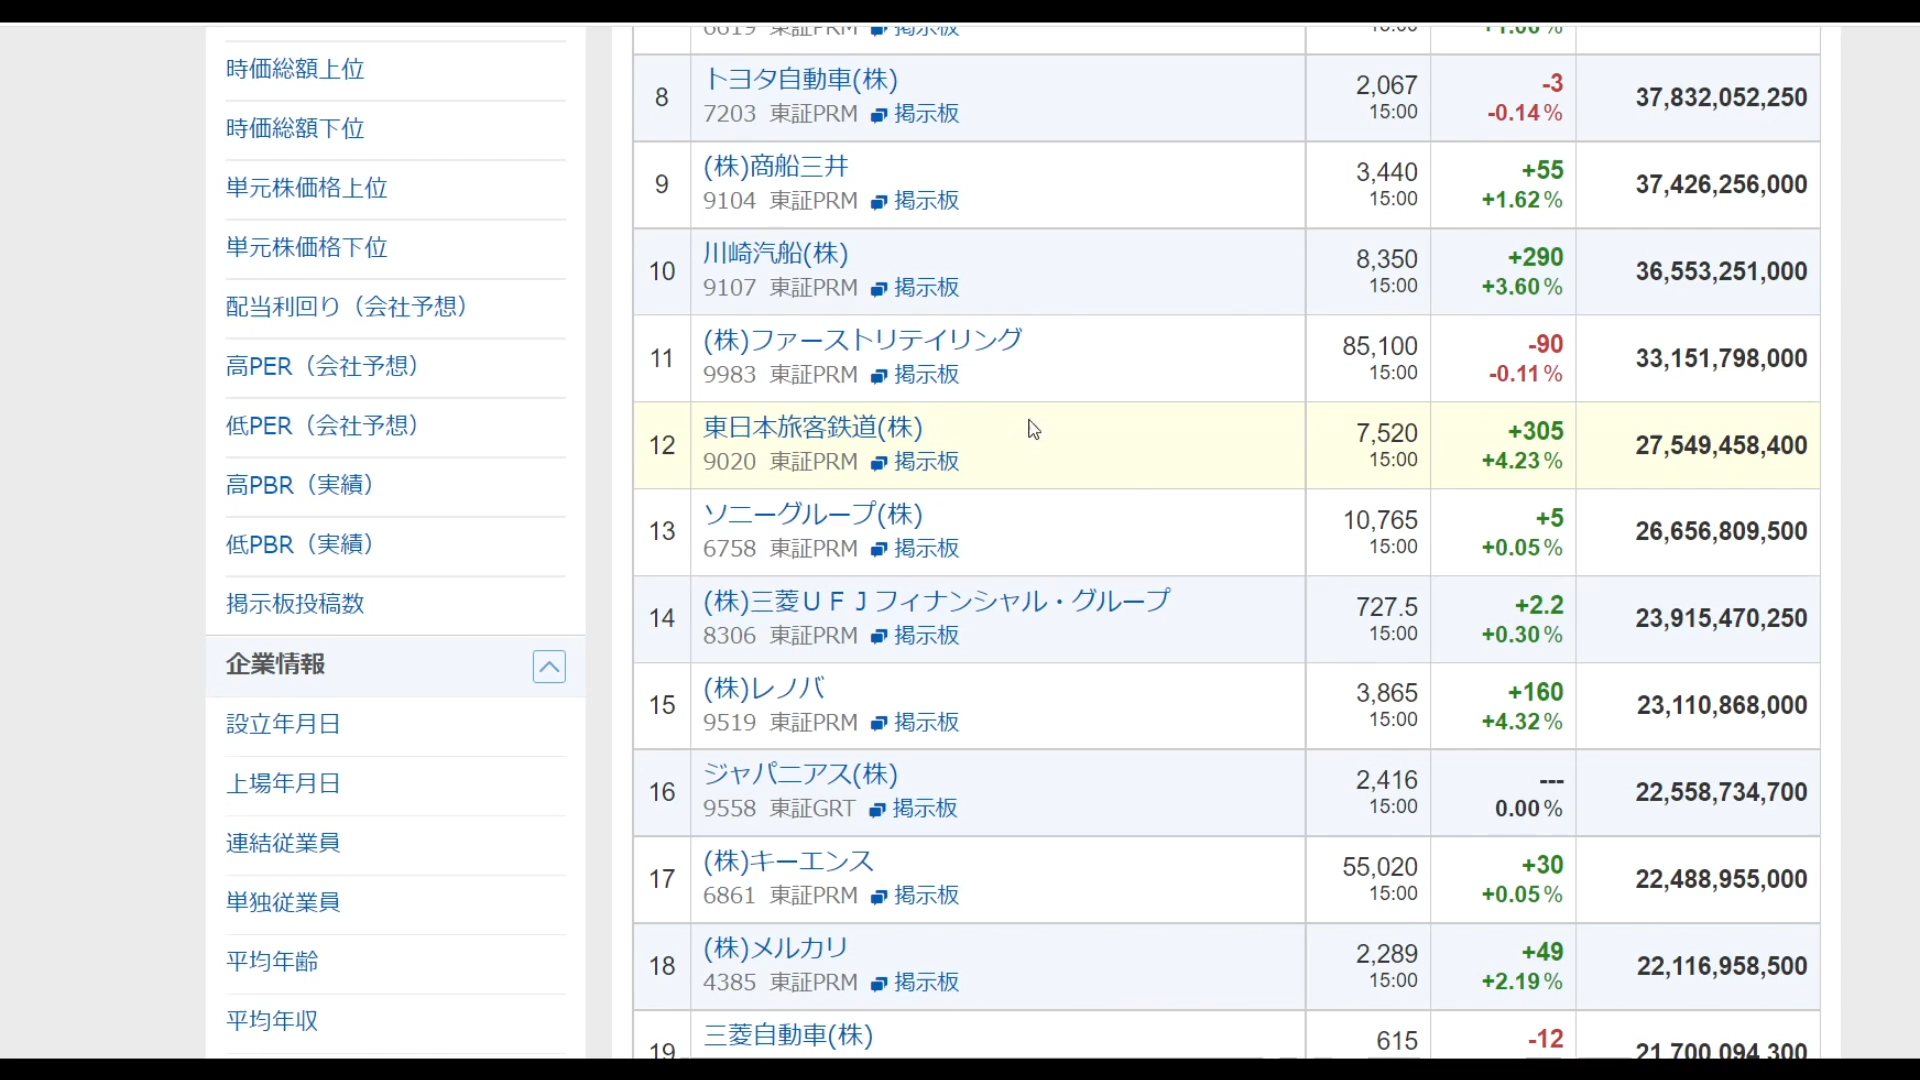 時価総額上位
時価総額下位
単元株価格上位
単元株価格下位
配当利回り（会社予想）
高PER（会社予想）
低PER（会社予想）
高PBR（実績）
低PBR（実績）
掲示板投稿数
企業情報
設立年月日
上場年月日
連結従業員
単独従業員
平均年齢
平均年収
6619 東証PRM 掲示板
15:00
+1.06%
8
トヨタ自動車(株)
7203 東証PRM 掲示板
2,067
15:00
-3
-0.14%
37,832,052,250
9
(株)商船三井
9104 東証PRM 掲示板
3,440
15:00
+55
+1.62%
37,426,256,000
10
川崎汽船(株)
9107 東証PRM 掲示板
8,350
15:00
+290
+3.60%
36,553,251,000
11
(株)ファーストリテイリング
9983 東証PRM 掲示板
85,100
15:00
-90
-0.11%
33,151,798,000
12
東日本旅客鉄道(株)
9020 東証PRM 掲示板
7,520
15:00
+305
+4.23%
27,549,458,400
13
ソニーグループ(株)
6758 東証PRM 掲示板
10,765
15:00
+5
+0.05%
26,656,809,500
14
(株)三菱ＵＦＪフィナンシャル・グループ
8306 東証PRM 掲示板
727.5
15:00
+2.2
+0.30%
23,915,470,250
15
(株)レノバ
9519 東証PRM 掲示板
3,865
15:00
+160
+4.32%
23,110,868,000
16
ジャパニアス(株)
9558 東証GRT 掲示板
2,416
15:00
---
0.00%
22,558,734,700
17
(株)キーエンス
6861 東証PRM 掲示板
55,020
15:00
+30
+0.05%
22,488,955,000
18
(株)メルカリ
4385 東証PRM 掲示板
2,289
15:00
+49
+2.19%
22,116,958,500
19
三菱自動車(株)
615
-12
21,700,094,300